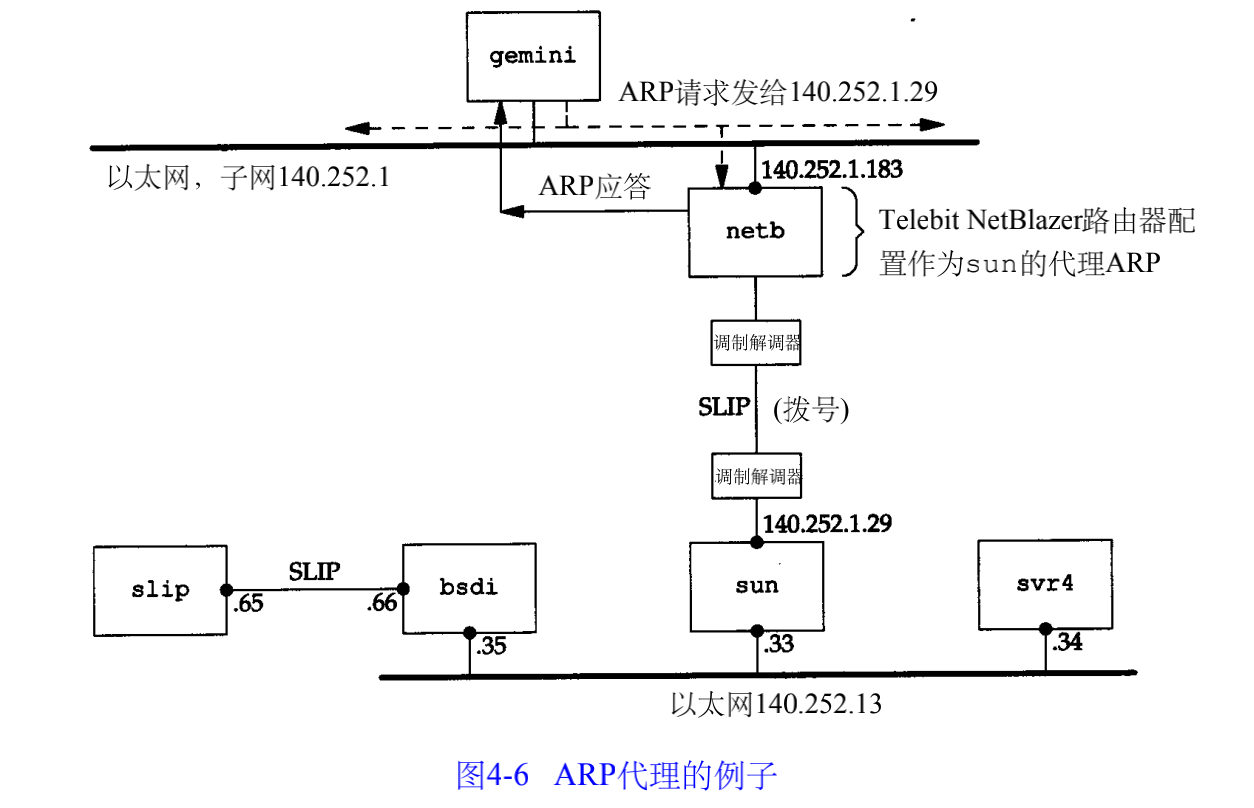 gemini
ARP请求发给140.252.1.29
以太网，子网140.252.1
140.252.1.183
ARP应答
netb
Telebit NetBlazer路由器配
置作为sun的代理ARP
调制解调器
SLIP (拨号)
调制解调器
140.252.1.29
slip
.65
SLIP
.66
bsdi
.35
sun
.33
svr4
.34
以太网140.252.13
图4-6 ARP代理的例子